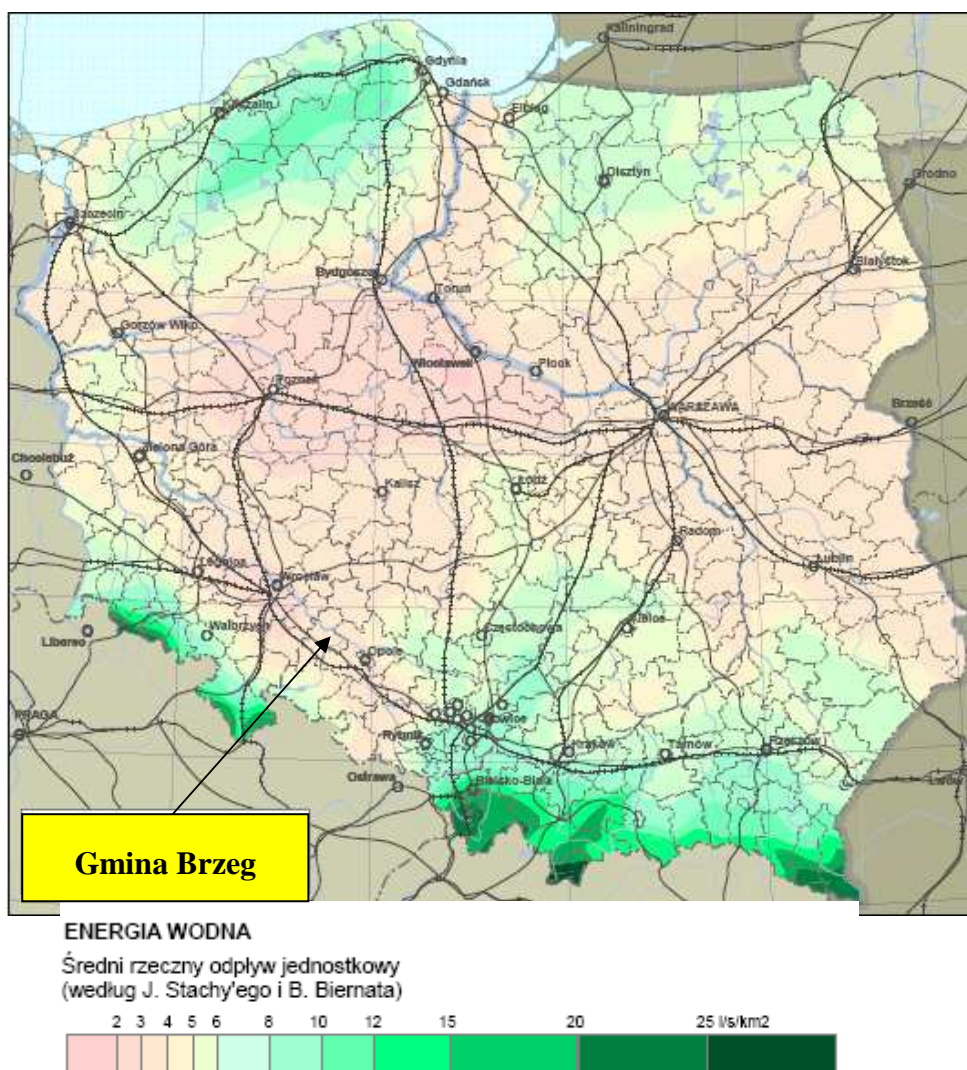 Kaliningrad
Gdynia
Gdańsk
Koszalin
Elbląg
Olsztyn
Grodno
Szczecin
Białystok
Bydgoszcz
Toruń
Gorzów Wlkp.
Włocławek
Płock
Poznań
WARSZAWA
Brześć
Zielona Góra
Kalisz
Łódź
Radom
Legnica
Wrocław
Lublin
Wałbrzych
Częstochowa
Kielce
Opole
PRAGA
Katowice
Rybnik
Kraków
Tarnów
Rzeszów
Ostrawa
Bielsko-Biała
Lwów
Gmina Brzeg
ENERGIA WODNA
Średni rzeczny odpływ jednostkowy
(według J. Stachy'ego i B. Biernata)
2 3 4 5 6 8 10 12 15 20 25 l/s/km2